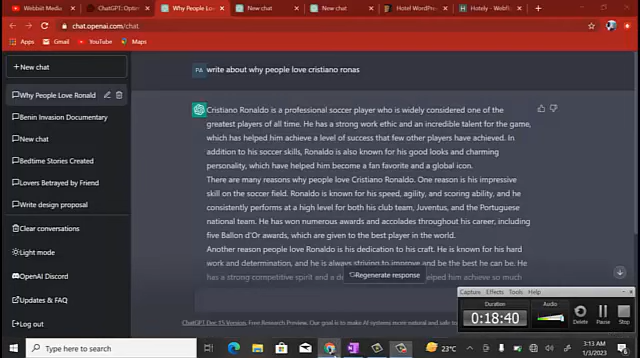 Webbit Media
ChatGPT: Optim
Why People Love Ronald
New chat
New chat
Hotel WordPre
Hotely - Webfl
chat.openai.com/chat
Apps
Gmail
YouTube
Maps
New chat
PA
write about why people love cristiano ronas
Why People Love Ronald
Benin Invasion Documentary
New chat
Bedtime Stories Created
Lovers Betrayed by Friend
Write design proposal
Clear conversations
Light mode
OpenAI Discord
Updates & FAQ
Log out
Cristiano Ronaldo is a professional soccer player who is widely considered one of the
greatest players of all time. He has a strong work ethic and an incredible talent for the game,
which has helped him achieve a level of success that few other players have achieved. In
addition to his soccer skills, Ronaldo is also known for his good looks and charming
personality, which have helped him become a fan favorite and a global icon.
There are many reasons why people love Cristiano Ronaldo. One reason is his impressive
skill on the soccer field. Ronaldo is known for his speed, agility, and scoring ability, and he
consistently performs at a high level for both his club team, Juventus, and the Portuguese
national team. He has won numerous awards and accolades throughout his career, including
five Ballon d'Or awards, which are given to the best player in the world.
Another reason people love Ronaldo is his dedication to his craft. He is known for his hard
work and determination, and he is always striving to improve and be the best he can be. He
has a strong competitive spirit and a helped him achieve so much
Regenerate response
ChatGPT Dec 15 Version. Free Research Preview. Our goal is to make AI systems more natural and safe
Capture
Effects
Tools
Help
Duration
0:18:40
Audio
Delete
Pause
Stop
Type here to search
23°C
3:13 AM
1/3/2023